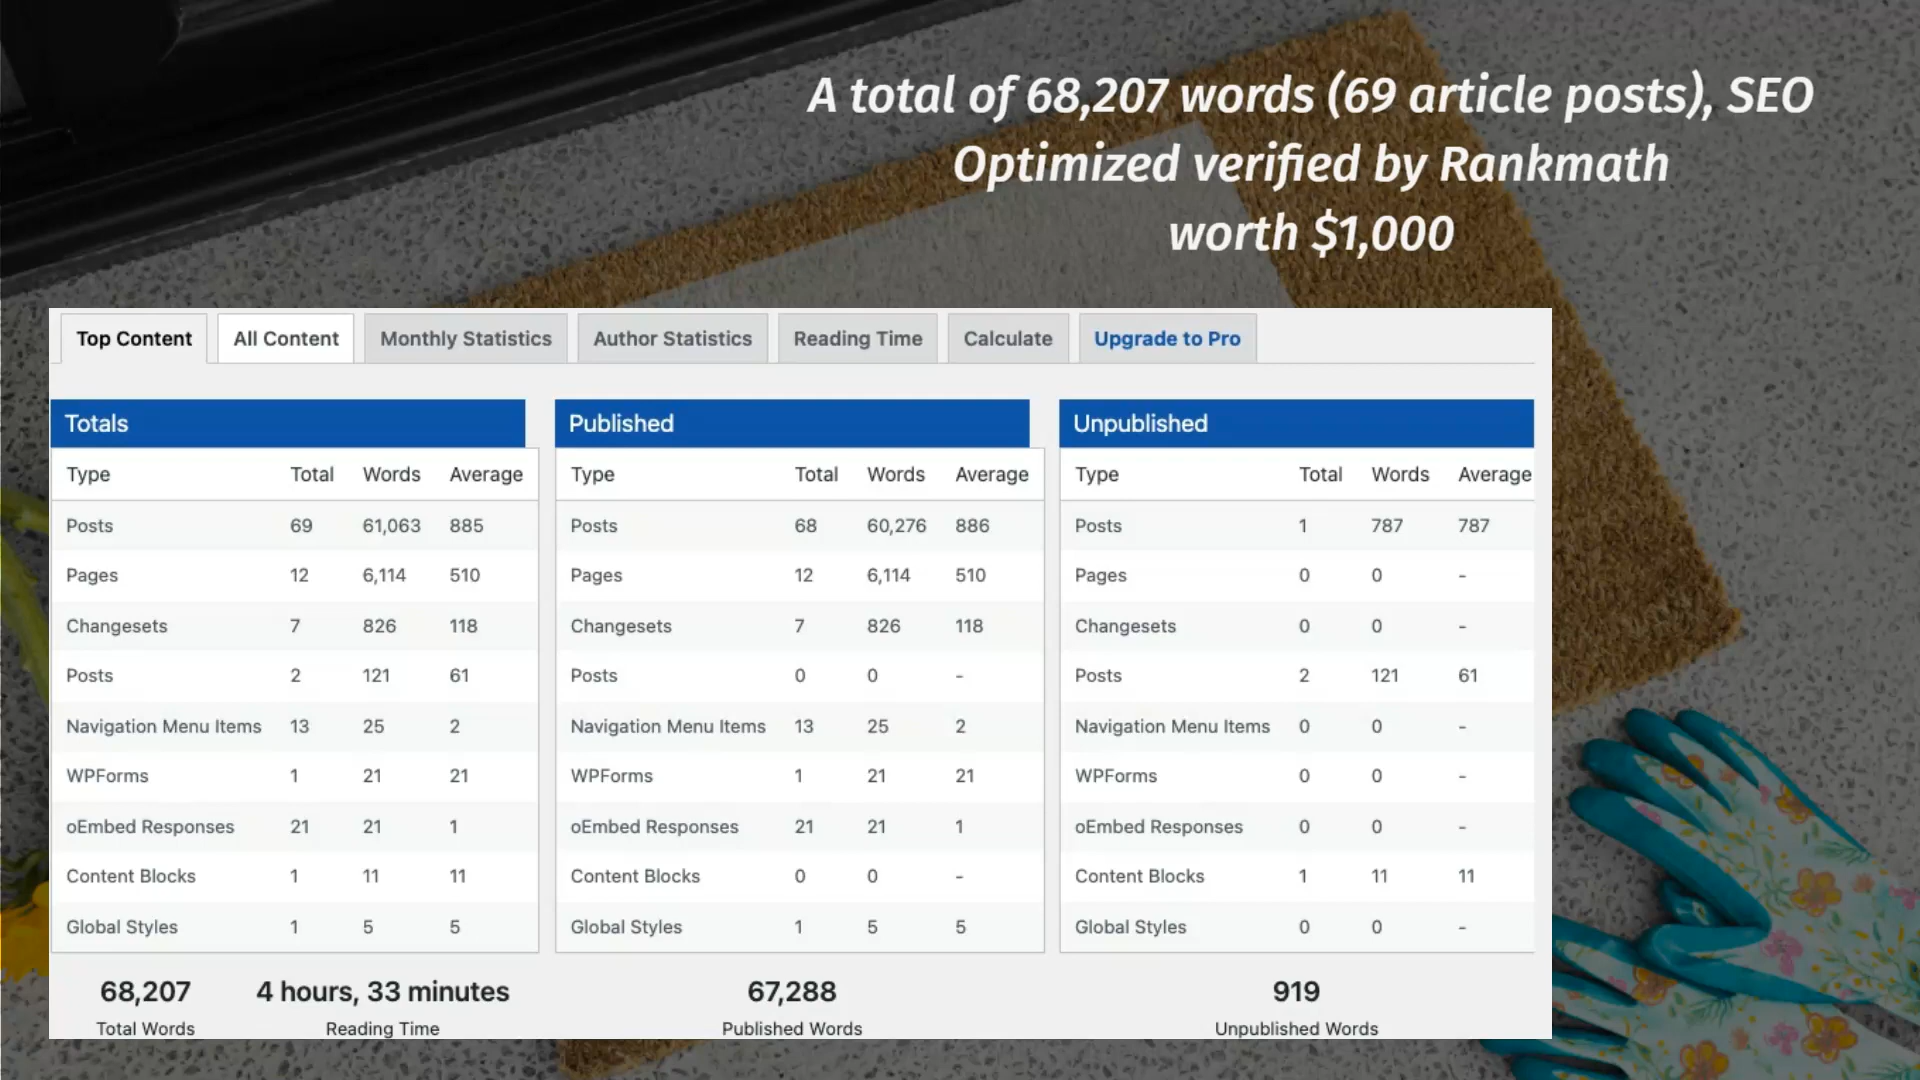 A total of 68,207 words (69 article posts), SEO
Optimized verified by Rankmath
worth $1,000
Top Content All Content Monthly Statistics Author Statistics Reading Time Calculate Upgrade to Pro
Totals Published Unpublished
Type Total Words Average Type Total Words Average Type Total Words Average
Posts 69 61,063 885 Posts 68 60,276 886 Posts 1 787 787
Pages 12 6,114 510 Pages 12 6,114 510 Pages 0 0 -
Changesets 7 826 118 Changesets 7 826 118 Changesets 0 0 -
Posts 2 121 61 Posts 0 0 - Posts 2 121 61
Navigation Menu Items 13 25 2 Navigation Menu Items 13 25 2 Navigation Menu Items 0 0 -
WPForms 1 21 21 WPForms 1 21 21 WPForms 0 0 -
oEmbed Responses 21 21 1 oEmbed Responses 21 21 1 oEmbed Responses 0 0 -
Content Blocks 1 11 11 Content Blocks 0 0 - Content Blocks 1 11 11
Global Styles 1 5 5 Global Styles 1 5 5 Global Styles 0 0 -
68,207 4 hours, 33 minutes 67,288 919
Total Words Reading Time Published Words Unpublished Words